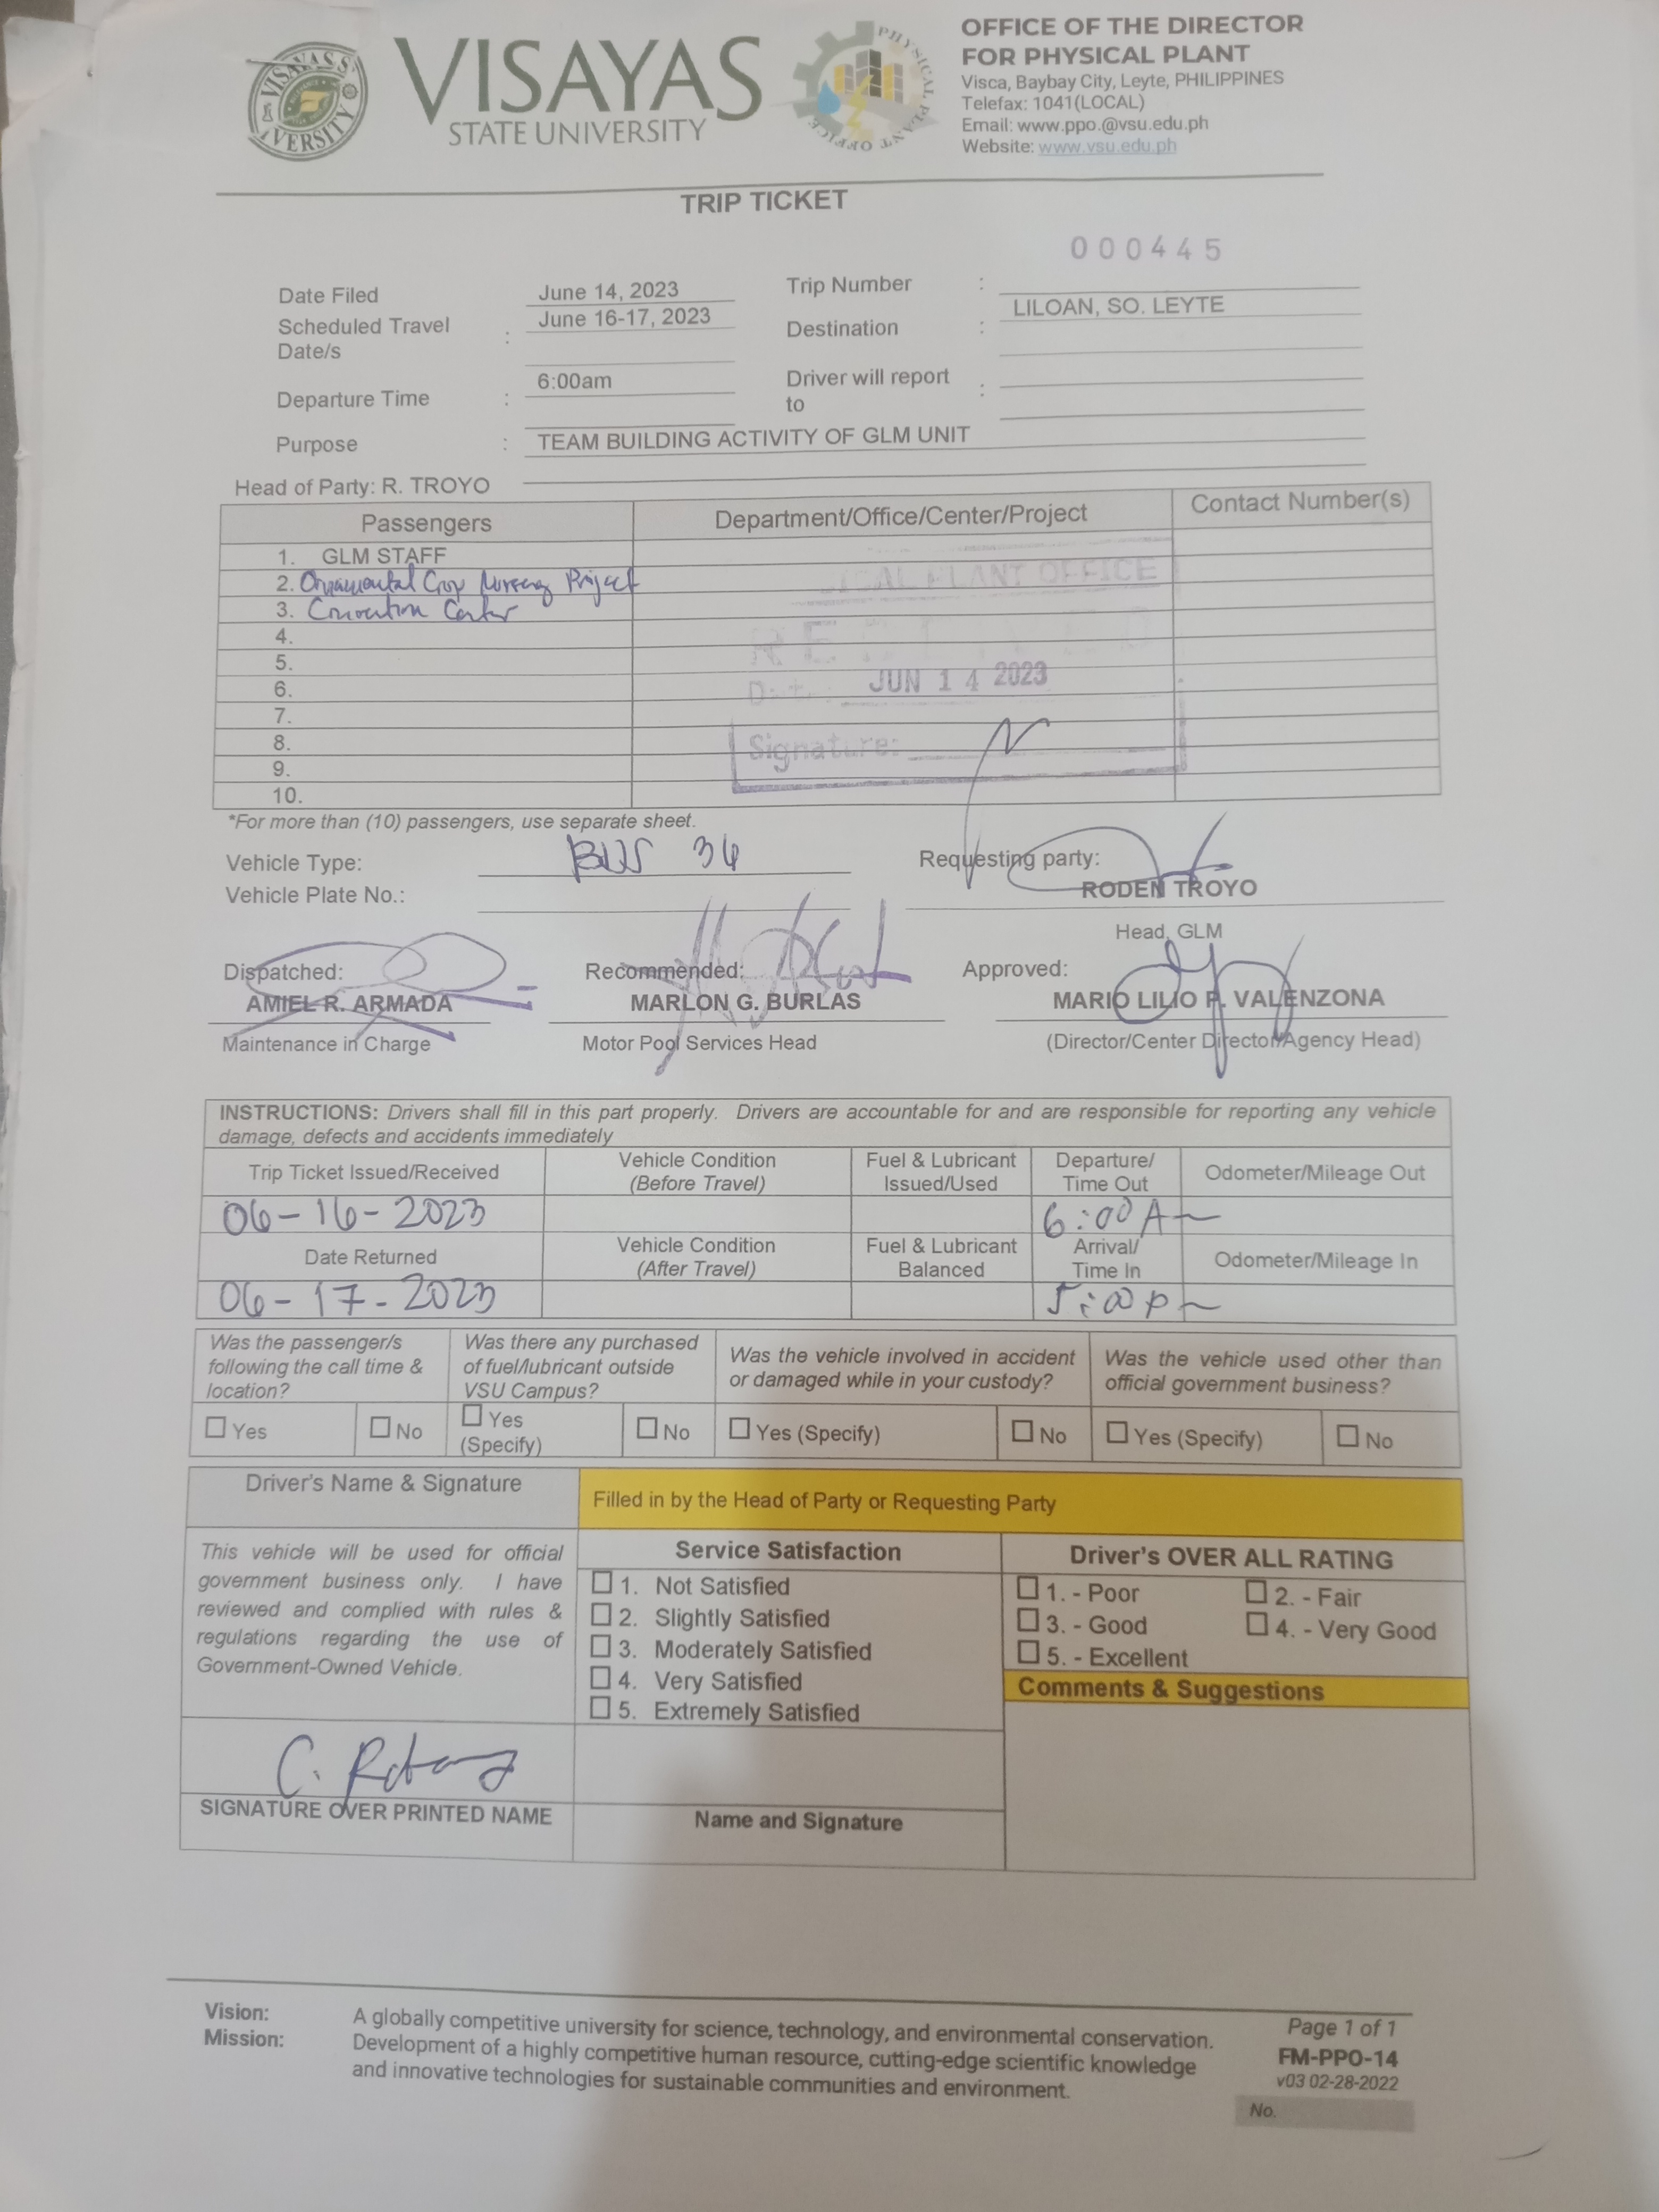 VISAYAS
STATE UNIVERSITY
OFFICE OF THE DIRECTOR
FOR PHYSICAL PLANT
Visca, Baybay City, Leyte, PHILIPPINES
Telefax: 1041(LOCAL)
Email: www.ppo.@vsu.edu.ph
Website: www.vsu.edu.ph
PHYSICAL PLANT OFFICE
TRIP TICKET
000445
Date Filed June 14, 2023 Trip Number :
Scheduled Travel Date/s : June 16-17, 2023 Destination : LILOAN, SO. LEYTE
Departure Time : 6:00am Driver will report to :
Purpose : TEAM BUILDING ACTIVITY OF GLM UNIT
Head of Party: R. TROYO
Passengers Department/Office/Center/Project Contact Number(s)
1. GLM STAFF
2. Ornamental Crop Nursery Project
3. Convention Center
4.
5.
6.
7.
8.
9.
10.
PLANT OFFICE
JUN 14 2023
Signature:
*For more than (10) passengers, use separate sheet.
Vehicle Type: BUS 34 Requesting party:
Vehicle Plate No.: RODEN TROYO
Head, GLM
Dispatched: Recommended: Approved:
AMIEL R. ARMADA MARLON G. BURLAS MARIO LILIO P. VALENZONA
Maintenance in Charge Motor Pool Services Head (Director/Center Director/Agency Head)
INSTRUCTIONS: Drivers shall fill in this part properly. Drivers are accountable for and are responsible for reporting any vehicle
damage, defects and accidents immediately
Trip Ticket Issued/Received Vehicle Condition (Before Travel) Fuel & Lubricant Issued/Used Departure/ Time Out Odometer/Mileage Out
06-16-2023 6:00 A
Date Returned Vehicle Condition (After Travel) Fuel & Lubricant Balanced Arrival/ Time In Odometer/Mileage In
06-17-2023 5:00 p
Was the passenger/s following the call time & location?
Was there any purchased of fuel/lubricant outside VSU Campus?
Was the vehicle involved in accident or damaged while in your custody?
Was the vehicle used other than official government business?
☐ Yes ☐ No ☐ Yes (Specify) ☐ No ☐ Yes (Specify) ☐ No ☐ Yes (Specify) ☐ No
Driver's Name & Signature
Filled in by the Head of Party or Requesting Party
This vehicle will be used for official
government business only. I have
reviewed and complied with rules &
regulations regarding the use of
Government-Owned Vehicle.
Service Satisfaction
☐ 1. Not Satisfied
☐ 2. Slightly Satisfied
☐ 3. Moderately Satisfied
☐ 4. Very Satisfied
☐ 5. Extremely Satisfied
Driver's OVER ALL RATING
☐ 1. - Poor ☐ 2. - Fair
☐ 3. - Good ☐ 4. - Very Good
☐ 5. - Excellent
Comments & Suggestions
C.
SIGNATURE OVER PRINTED NAME
Name and Signature
Vision: A globally competitive university for science, technology, and environmental conservation.
Mission: Development of a highly competitive human resource, cutting-edge scientific knowledge
and innovative technologies for sustainable communities and environment.
Page 1 of 1
FM-PPO-14
v03 02-28-2022
No.